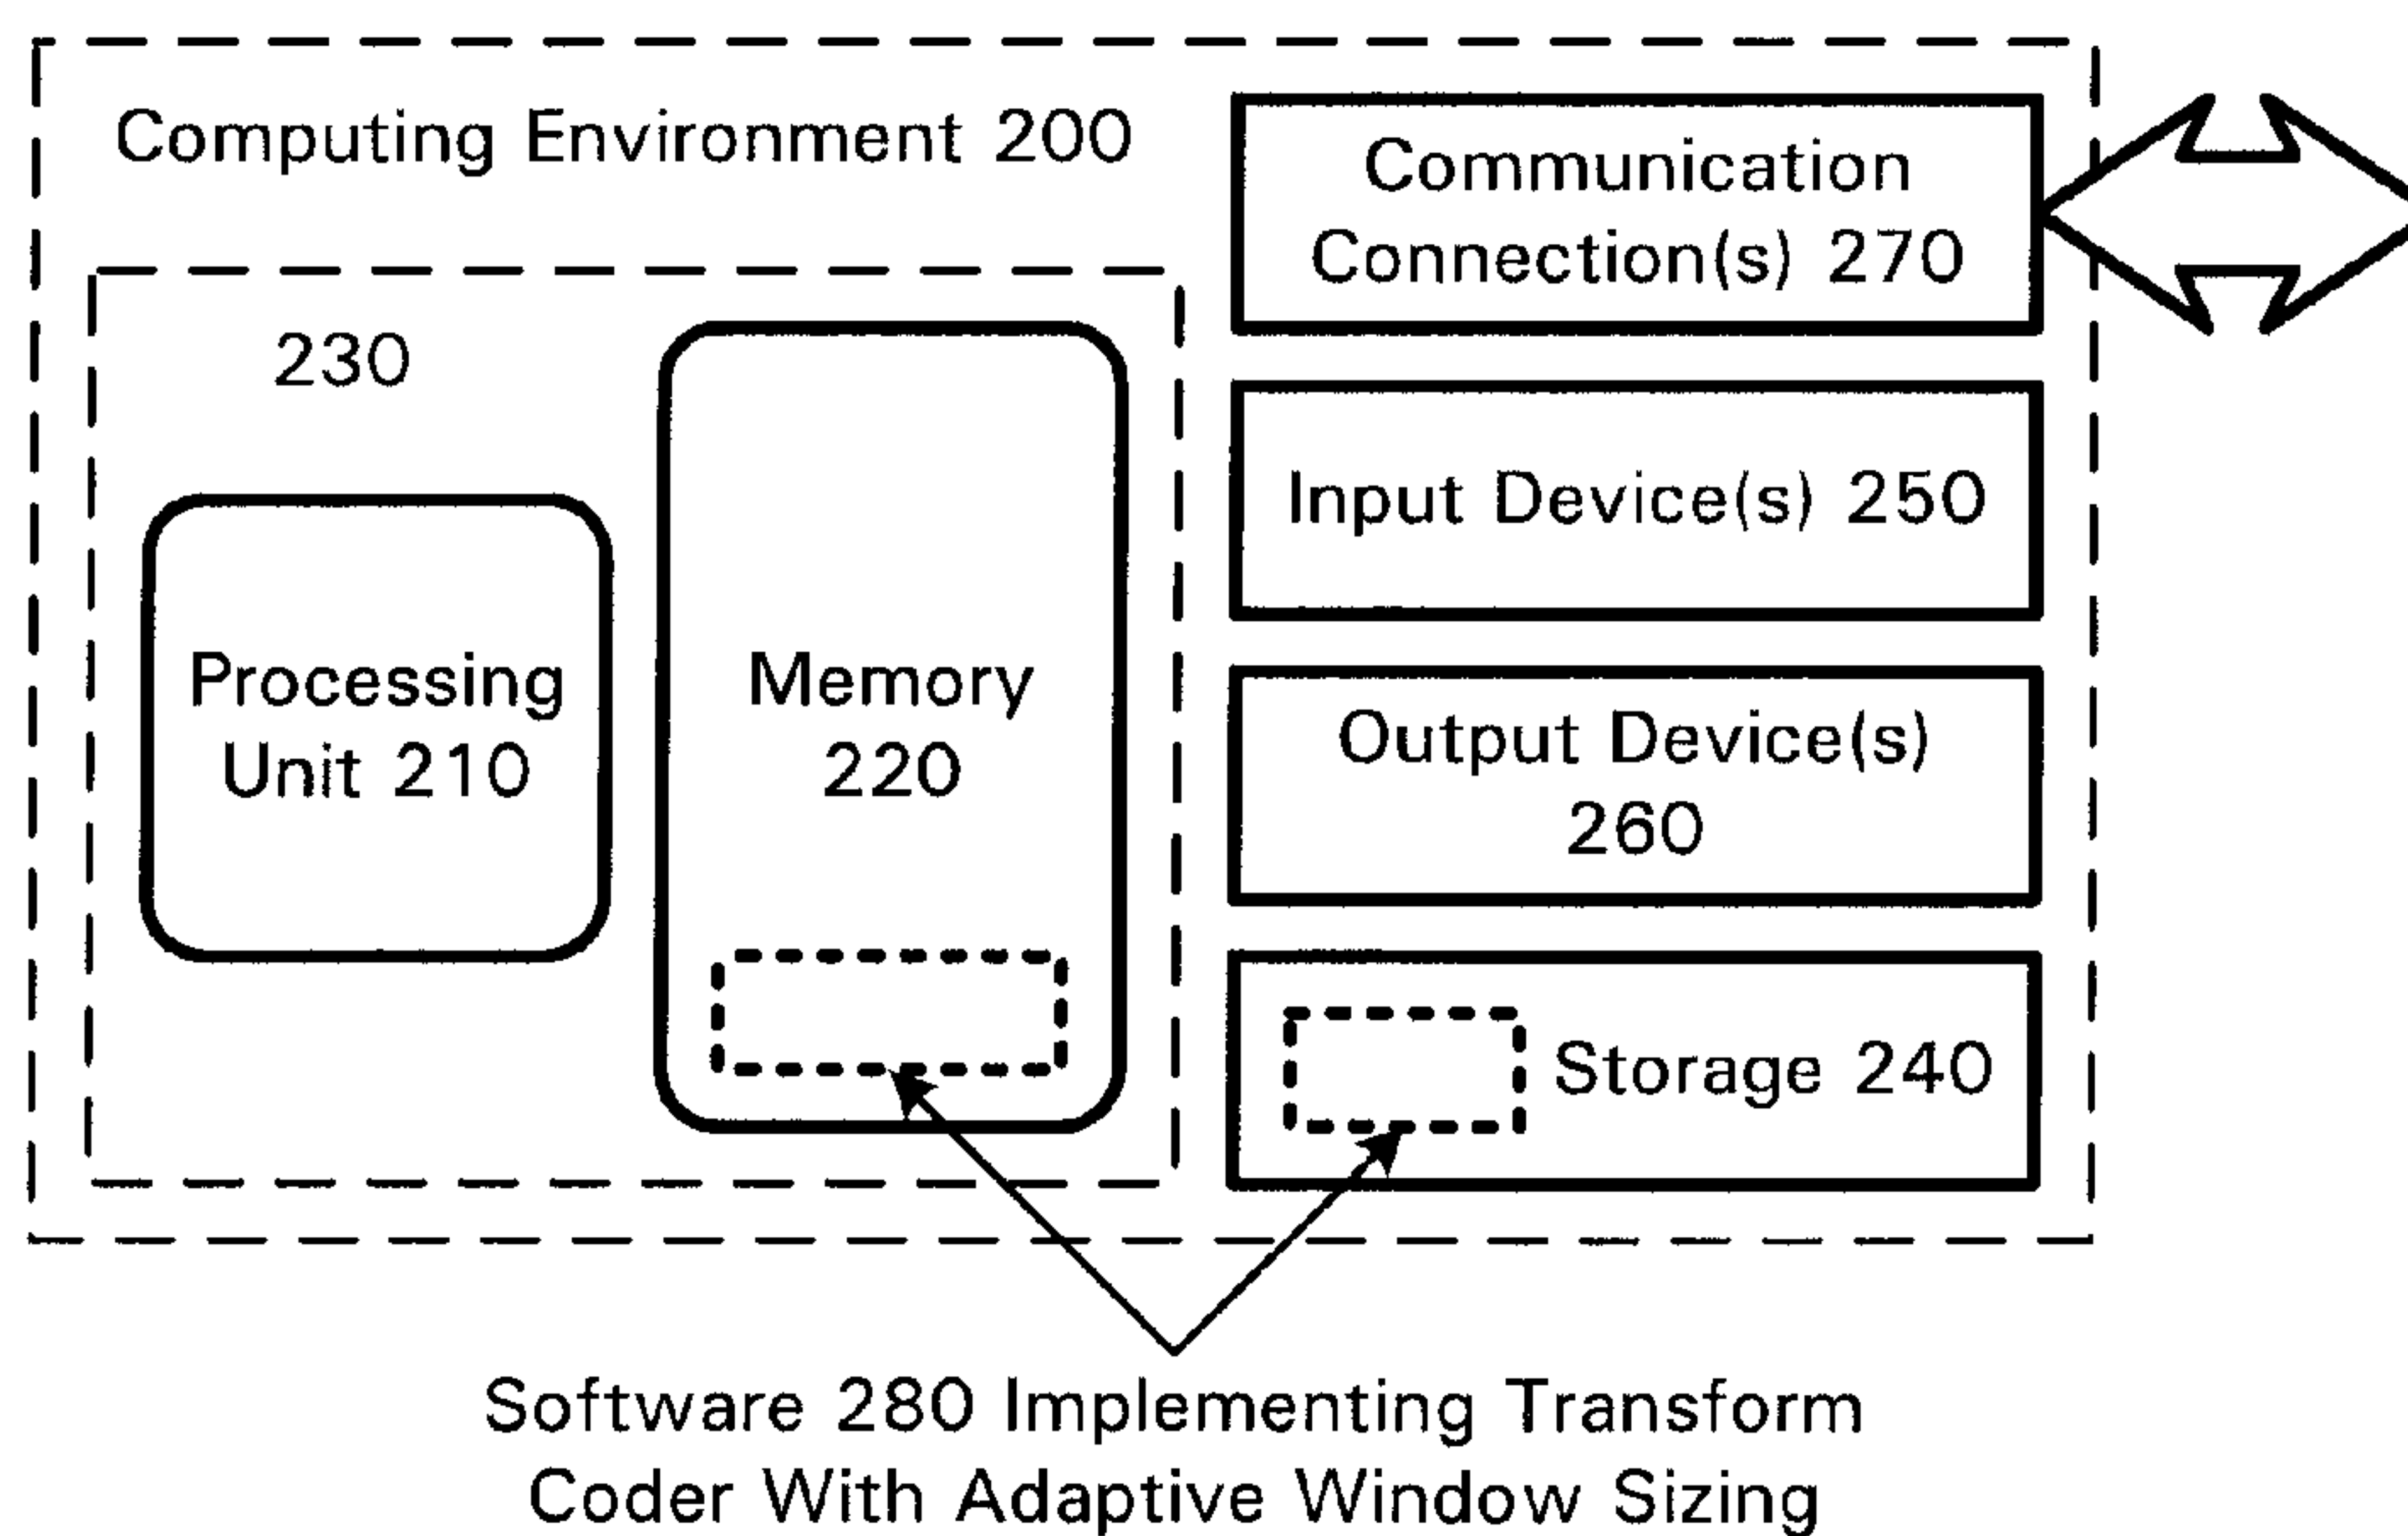 Computing Environment 200
Communication
Connection(s) 270
230
Input Device(s) 250
Processing
Unit 210
Memory
220
Output Device(s)
260
Storage 240
Software 280 Implementing Transform
Coder With Adaptive Window Sizing